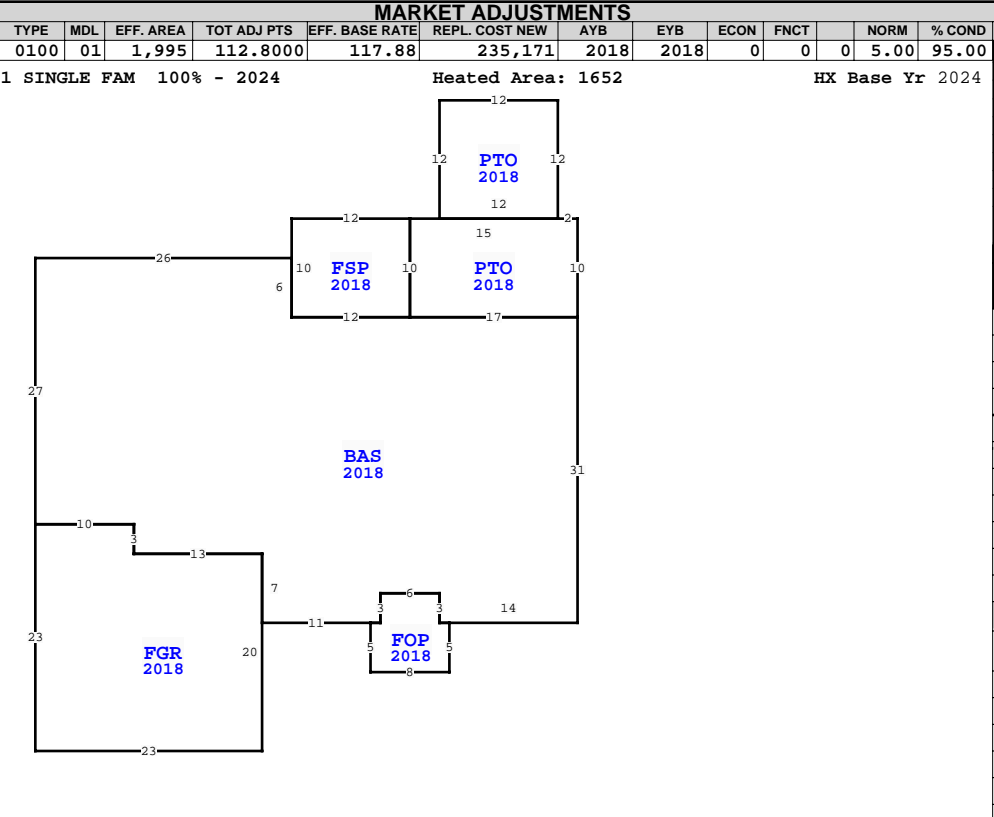 MARKET ADJUSTMENTS
TYPE MDL EFF. AREA TOT ADJ PTS EFF. BASE RATE REPL. COST NEW AYB EYB ECON FNCT NORM % COND
0100 01 1,995 112.8000 117.88 235,171 2018 2018 0 0 0 5.00 95.00
1 SINGLE FAM 100% - 2024 Heated Area: 1652 HX Base Yr 2024
12
12 PTO 12
2018
12
12 2
15
26
10 FSP 10 PTO 10
2018 2018
6
12 17
27
BAS
2018
31
10
3
13
7
6
3 3 14
11
23 5 FOP 5
2018
FGR 20
2018
8
23